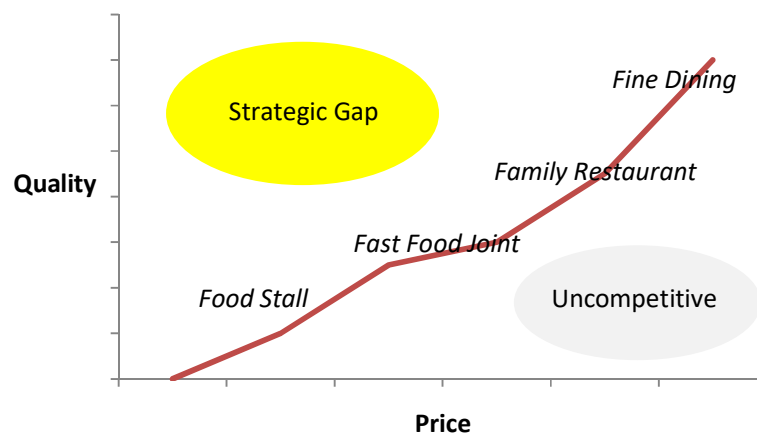 Fine Dining
Strategic Gap
Family Restaurant
Quality
Fast Food Joint
Food Stall
Uncompetitive
Price